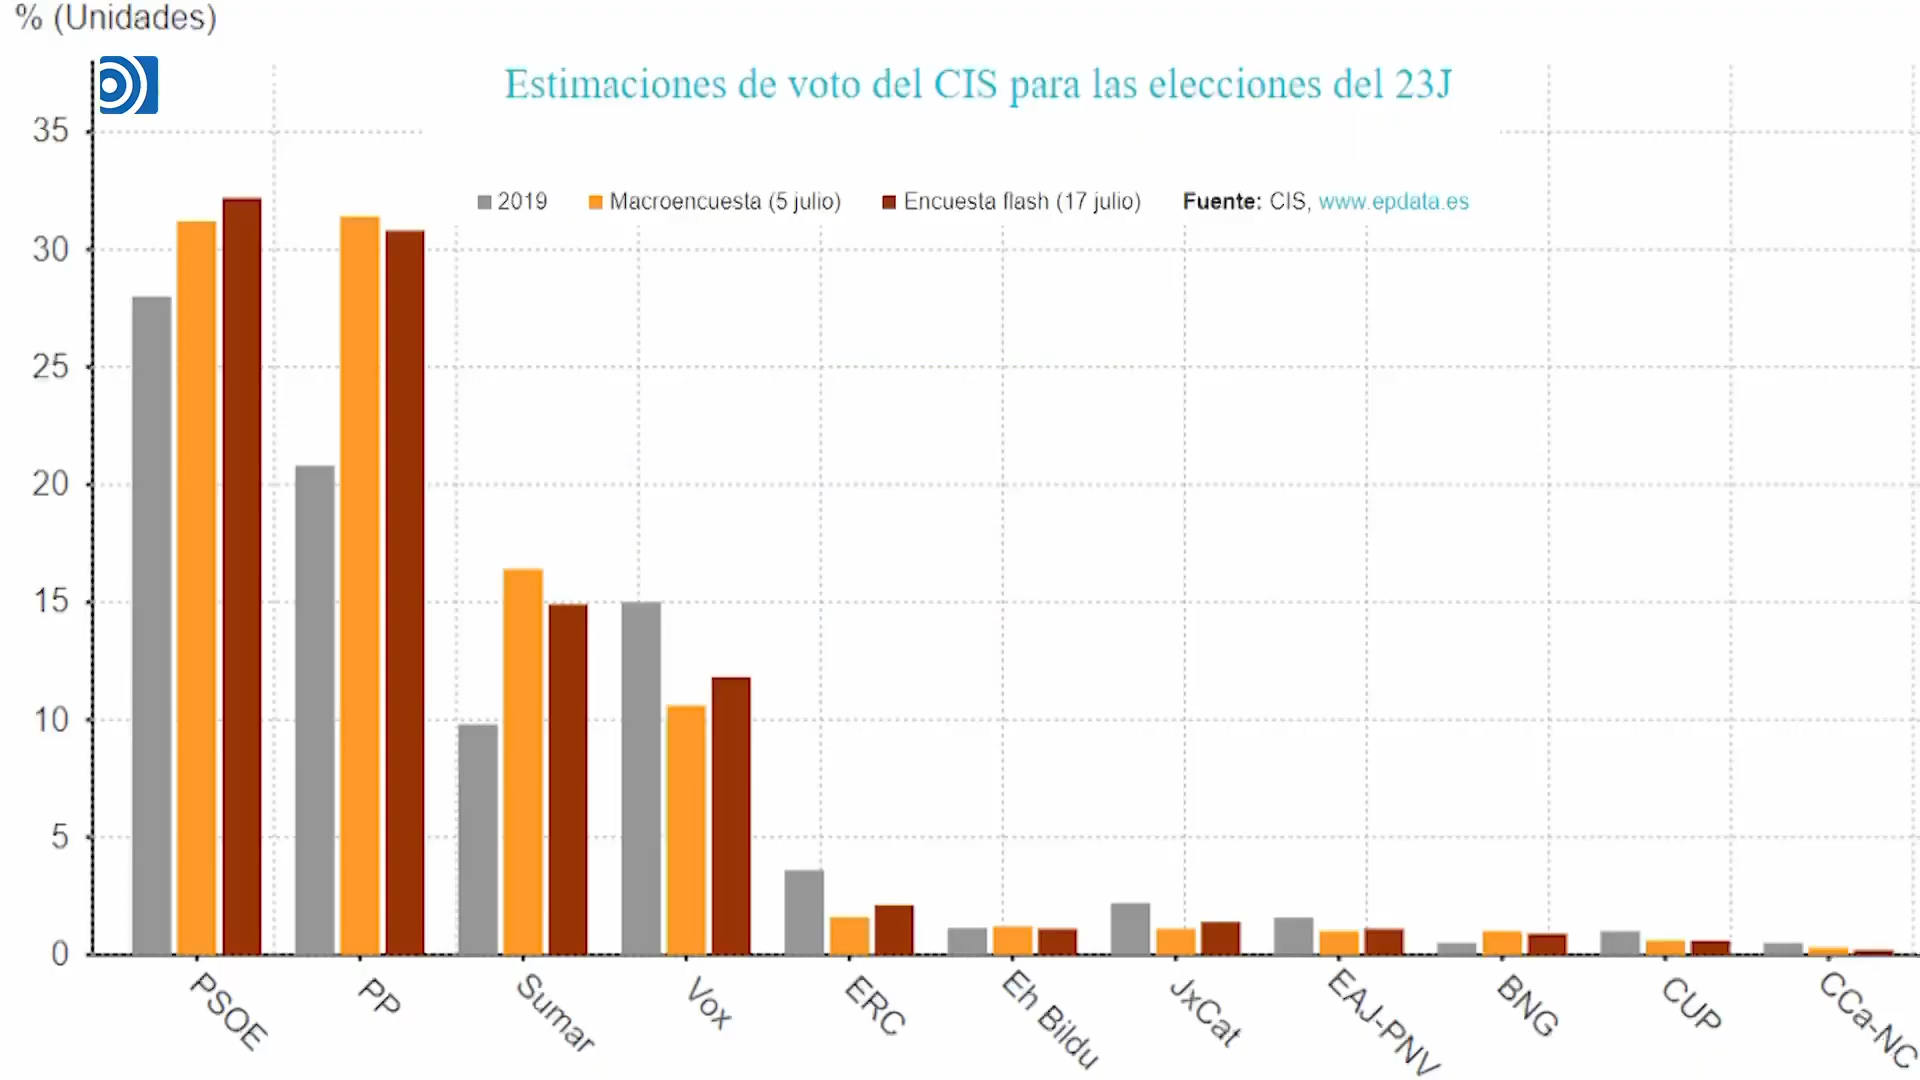 % (Unidades)
Estimaciones de voto del CIS para las elecciones del 23J
2019 Macroencuesta (5 julio) Encuesta flash (17 julio) Fuente: CIS, www.epdata.es
35
30
25
20
15
10
5
0
PSOE
PP
Sumar
Vox
ERC
Eh Bildu
JxCat
EAJ-PNV
BNG
CUP
CCa-NC